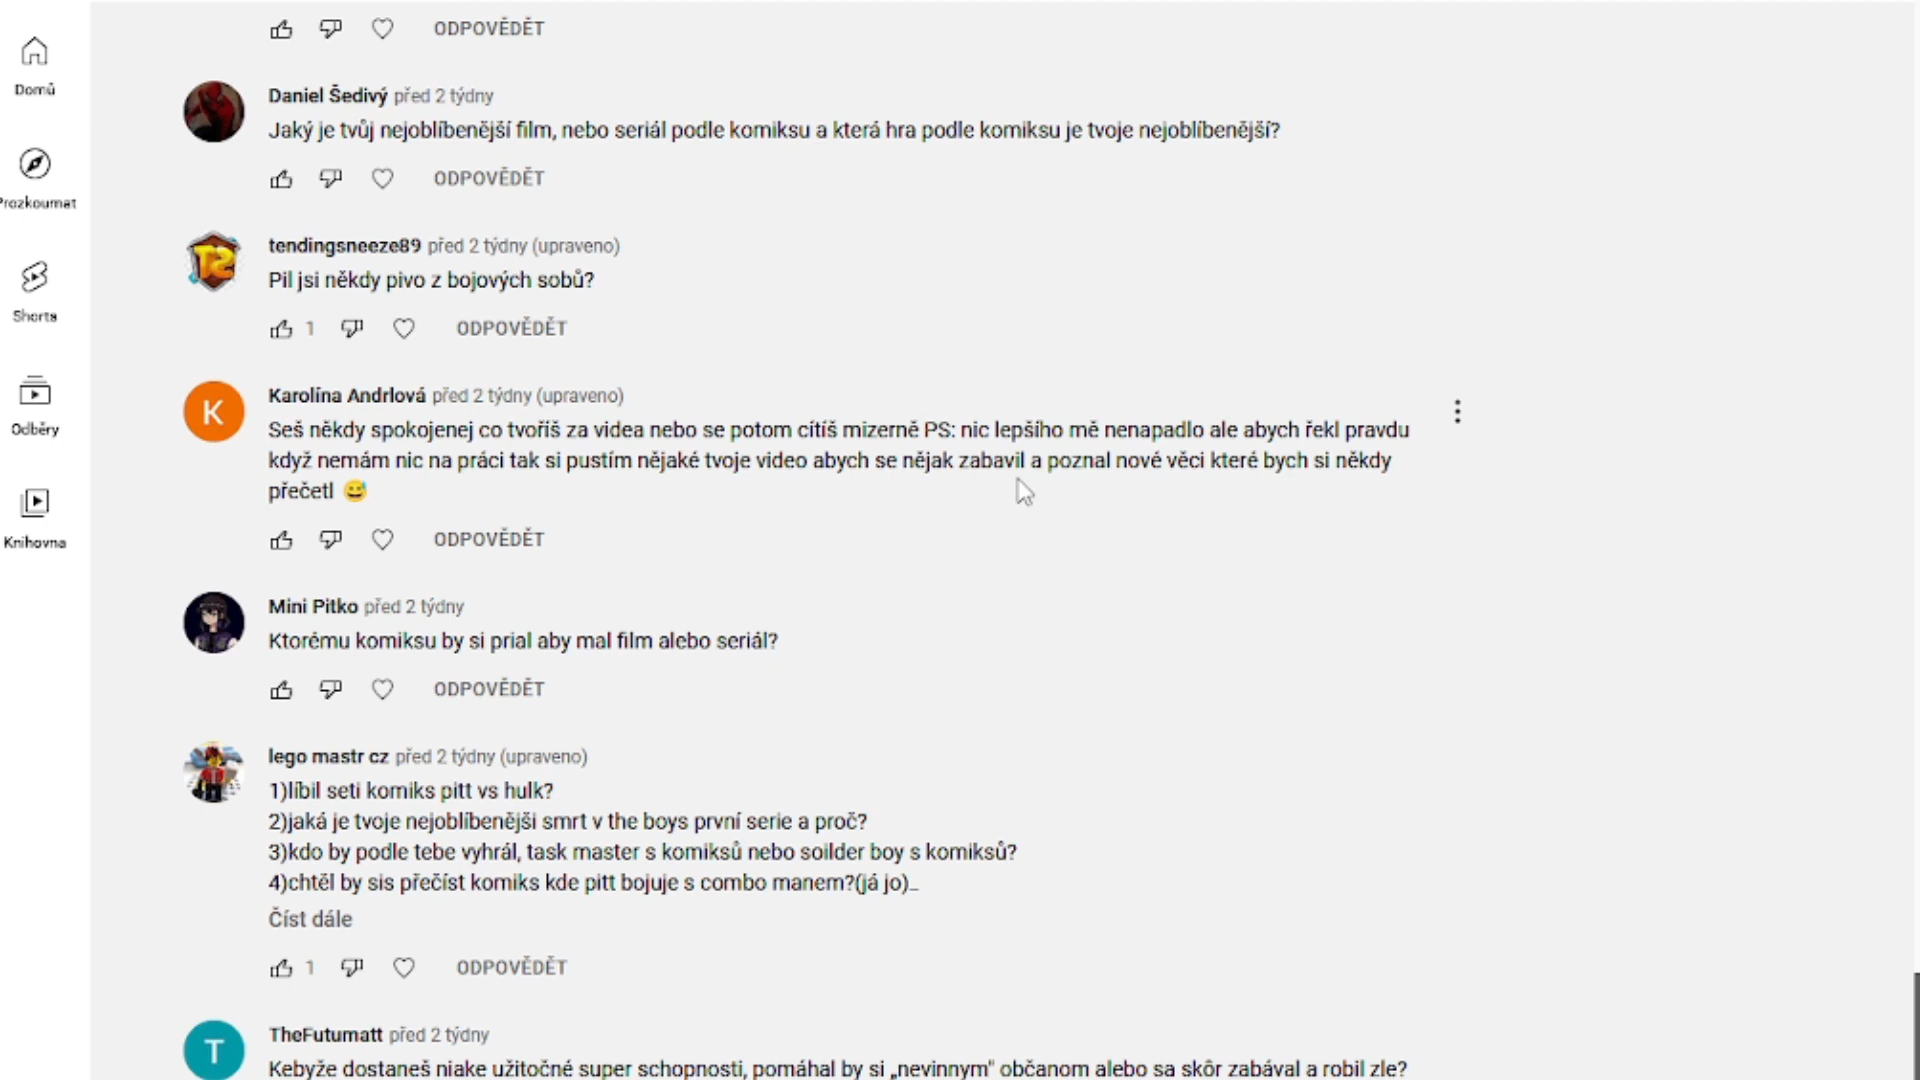 ODPOVĚDĚT
Domů
Daniel Šedivý před 2 týdny
Jaký je tvůj nejoblíbenější film, nebo seriál podle komiksu a která hra podle komiksu je tvoje nejoblíbenější?
ODPOVĚDĚT
Prozkoumat
tendingsneeze89 před 2 týdny (upraveno)
Pil jsi někdy pivo z bojových sobů?
1 ODPOVĚDĚT
Shorts
Karolína Andrlová před 2 týdny (upraveno)
Seš někdy spokojenej co tvoříš za videa nebo se potom cítíš mizerně PS: nic lepšího mě nenapadlo ale abych řekl pravdu
když nemám nic na práci tak si pustím nějaké tvoje video abych se nějak zabavil a poznal nové věci které bych si někdy
přečetl 😅
ODPOVĚDĚT
Odběry
Knihovna
Mini Pitko před 2 týdny
Ktorému komiksu by si prial aby mal film alebo seriál?
ODPOVĚDĚT
lego mastr cz před 2 týdny (upraveno)
1)líbil seti komiks pitt vs hulk?
2)jaká je tvoje nejoblíbenějši smrt v the boys první serie a proč?
3)kdo by podle tebe vyhrál, task master s komiksů nebo soilder boy s komiksů?
4)chtěl by sis přečíst komiks kde pitt bojuje s combo manem?(já jo)_
Číst dále
1 ODPOVĚDĚT
TheFutumatt před 2 týdny
Kebyže dostaneš niake užitočné super schopnosti, pomáhal by si „nevinnym" občanom alebo sa skôr zabával a robil zle?